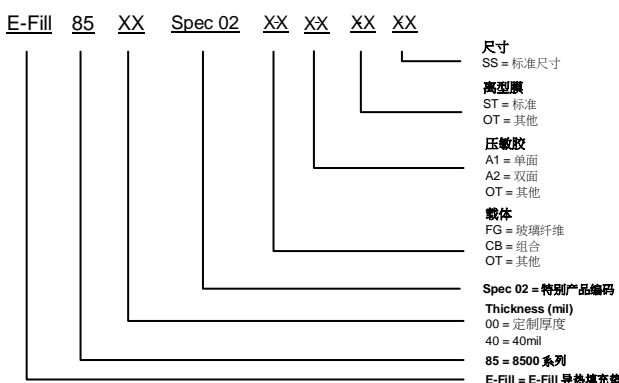 E-Fill 85 XX Spec 02 XX XX XX XX
尺寸
SS = 标准尺寸
离型膜
ST = 标准
OT = 其他
压敏胶
A1 = 单面
A2 = 双面
OT = 其他
载体
FG = 玻璃纤维
CB = 组合
OT = 其他
Spec 02 = 特别产品编码
Thickness (mil)
00 = 定制厚度
40 = 40mil
85 = 8500 系列
E-Fill = E-Fill 导热填充垫